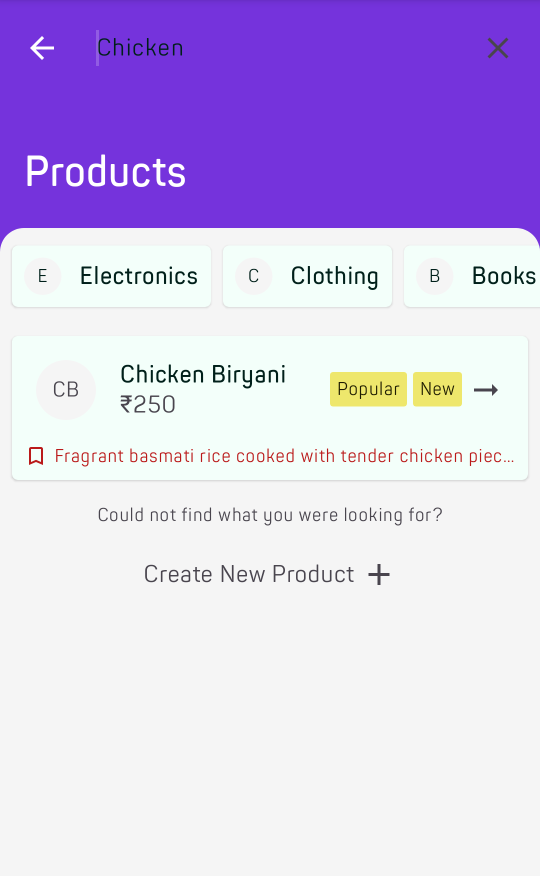 Chicken
Products
E Electronics C Clothing B Books
CB Chicken Biryani Popular New
₹250
Fragrant basmati rice cooked with tender chicken piec...
Could not find what you were looking for?
Create New Product